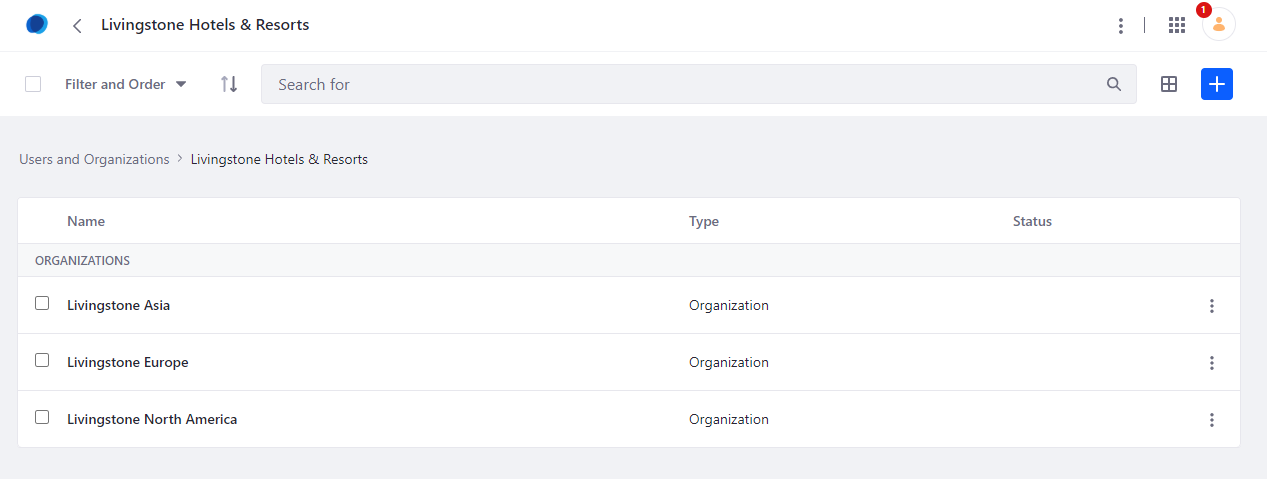 Livingstone Hotels & Resorts
1
Filter and Order
Search for
Users and Organizations > Livingstone Hotels & Resorts
Name Type Status
ORGANIZATIONS
Livingstone Asia Organization
Livingstone Europe Organization
Livingstone North America Organization